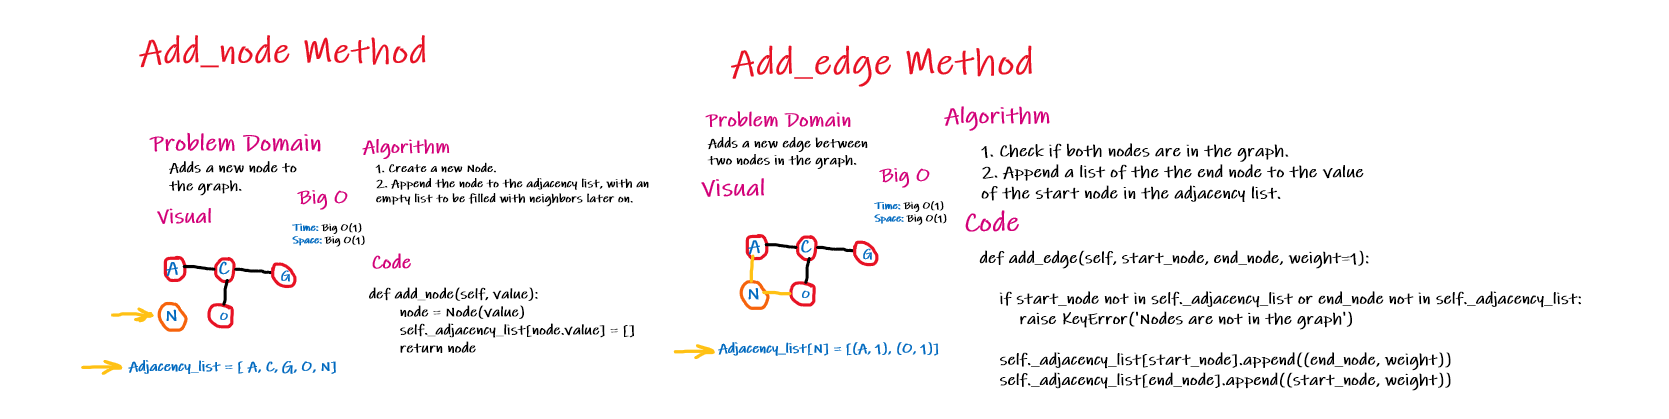 Add_node Method
Problem Domain
Adds a new node to
the graph.
Visual
Big O
Time: Big O(1)
Space: Big O(1)
A
C
G
N
O
Adjacency_list = [ A, C, G, O, N]
Algorithm
1. Create a new Node.
2. Append the node to the adjacency list, with an
empty list to be filled with neighbors later on.
Code
def add_node(self, value):
node = Node(value)
self._adjacency_list[node.value] = []
return node
Add_edge Method
Problem Domain
Adds a new edge between
two nodes in the graph.
Visual
Big O
Time: Big O(1)
Space: Big O(1)
A
C
G
N
O
Adjacency_list[N] = [(A, 1), (O, 1)]
Algorithm
1. Check if both nodes are in the graph.
2. Append a list of the the end node to the value
of the start node in the adjacency list.
Code
def add_edge(self, start_node, end_node, weight=1):
if start_node not in self._adjacency_list or end_node not in self._adjacency_list:
raise KeyError('Nodes are not in the graph')
self._adjacency_list[start_node].append((end_node, weight))
self._adjacency_list[end_node].append((start_node, weight))